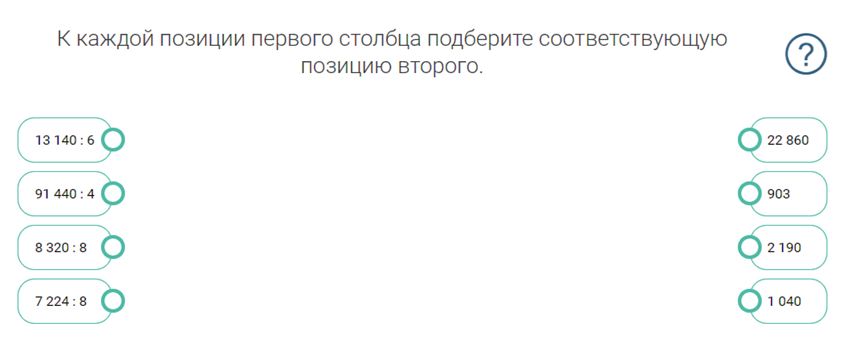 К каждой позиции первого столбца подберите соответствующую
позицию второго.
?
13 140 : 6
22 860
91 440 : 4
903
8 320 : 8
2 190
7 224 : 8
1 040